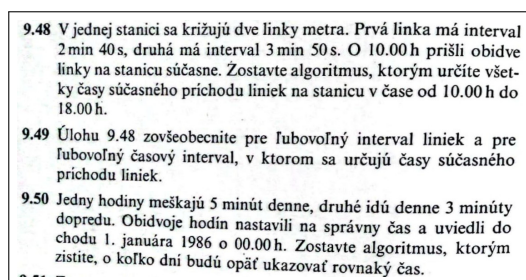 9.48 V jednej stanici sa križujú dve linky metra. Prvá linka má interval
2 min 40 s, druhá má interval 3 min 50 s. O 10.00 h prišli obidve
linky na stanicu súčasne. Zostavte algoritmus, ktorým určíte všet-
ky časy súčasného príchodu liniek na stanicu v čase od 10.00 h do
18.00 h.
9.49 Úlohu 9.48 zovšeobecnite pre ľubovoľný interval liniek a pre
ľubovoľný časový interval, v ktorom sa určujú časy súčasného
príchodu liniek.
9.50 Jedny hodiny meškajú 5 minút denne, druhé idú denne 3 minúty
dopredu. Obidvoje hodín nastavili na správny čas a uviedli do
chodu 1. januára 1986 o 00.00 h. Zostavte algoritmus, ktorým
zistíte, o koľko dní budú opäť ukazovať rovnaký čas.